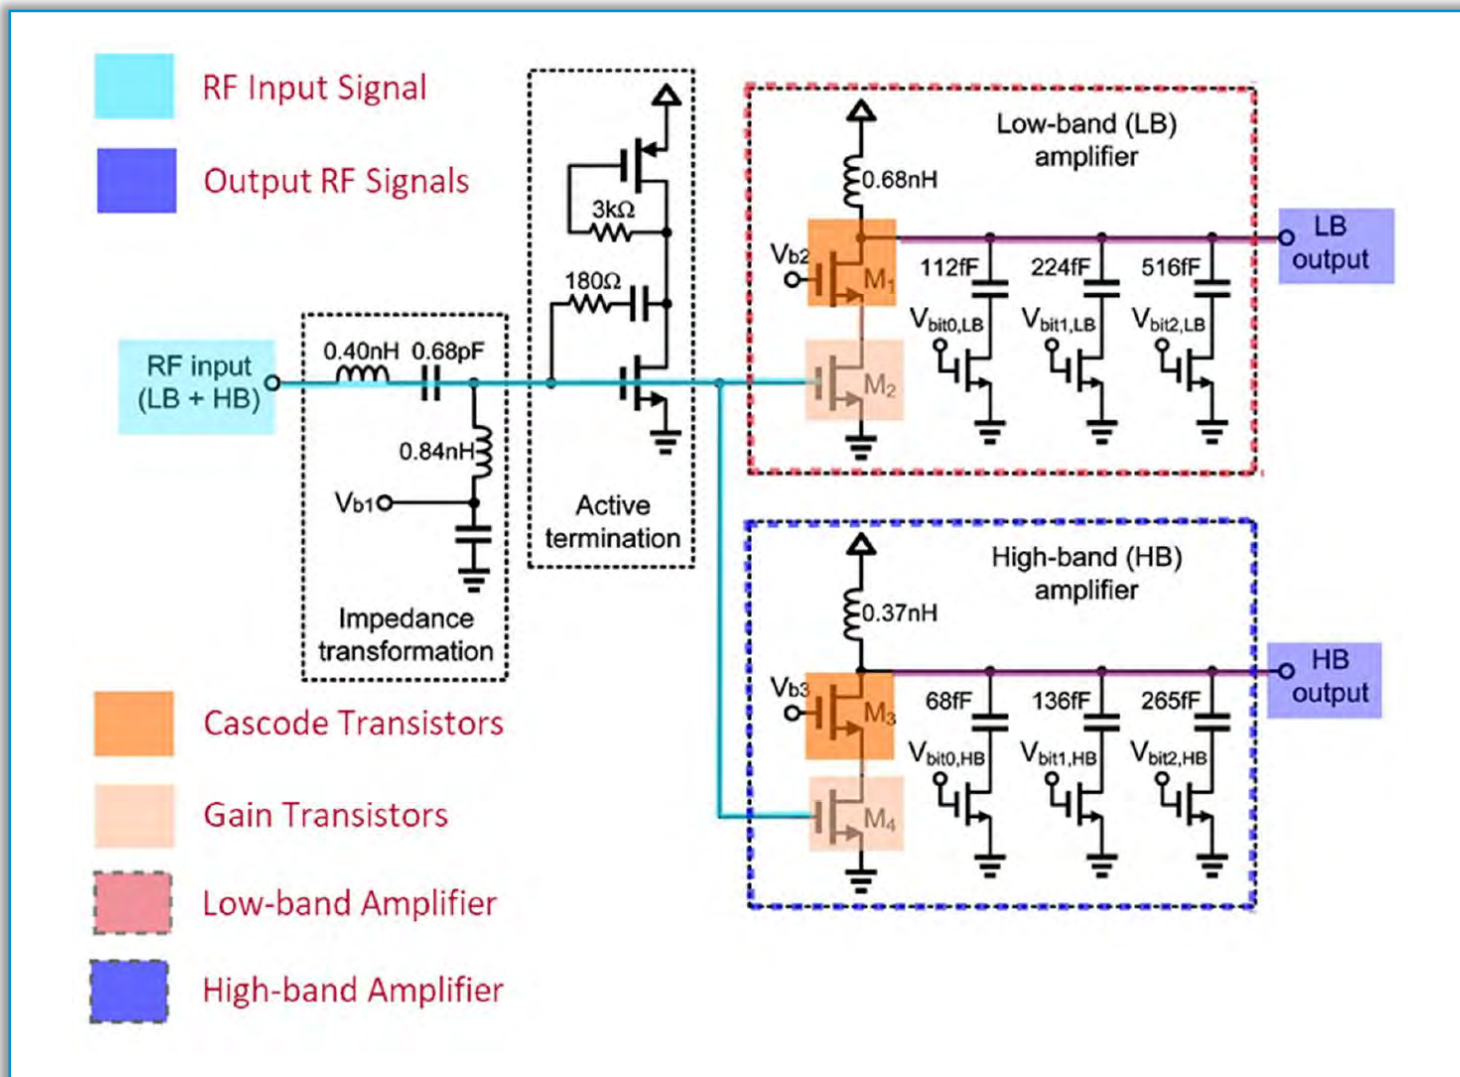 RF Input Signal
Output RF Signals
3kΩ
180Ω
RF input
(LB + HB)
0.40nH
0.68pF
0.84nH
Vb1
Impedance
transformation
Active
termination
Low-band (LB)
amplifier
0.68nH
Vb2
M1
M2
112fF
224fF
516fF
Vbit0,LB
Vbit1,LB
Vbit2,LB
LB
output
High-band (HB)
amplifier
0.37nH
Vb3
M3
M4
68fF
136fF
265fF
Vbit0,HB
Vbit1,HB
Vbit2,HB
HB
output
Cascode Transistors
Gain Transistors
Low-band Amplifier
High-band Amplifier